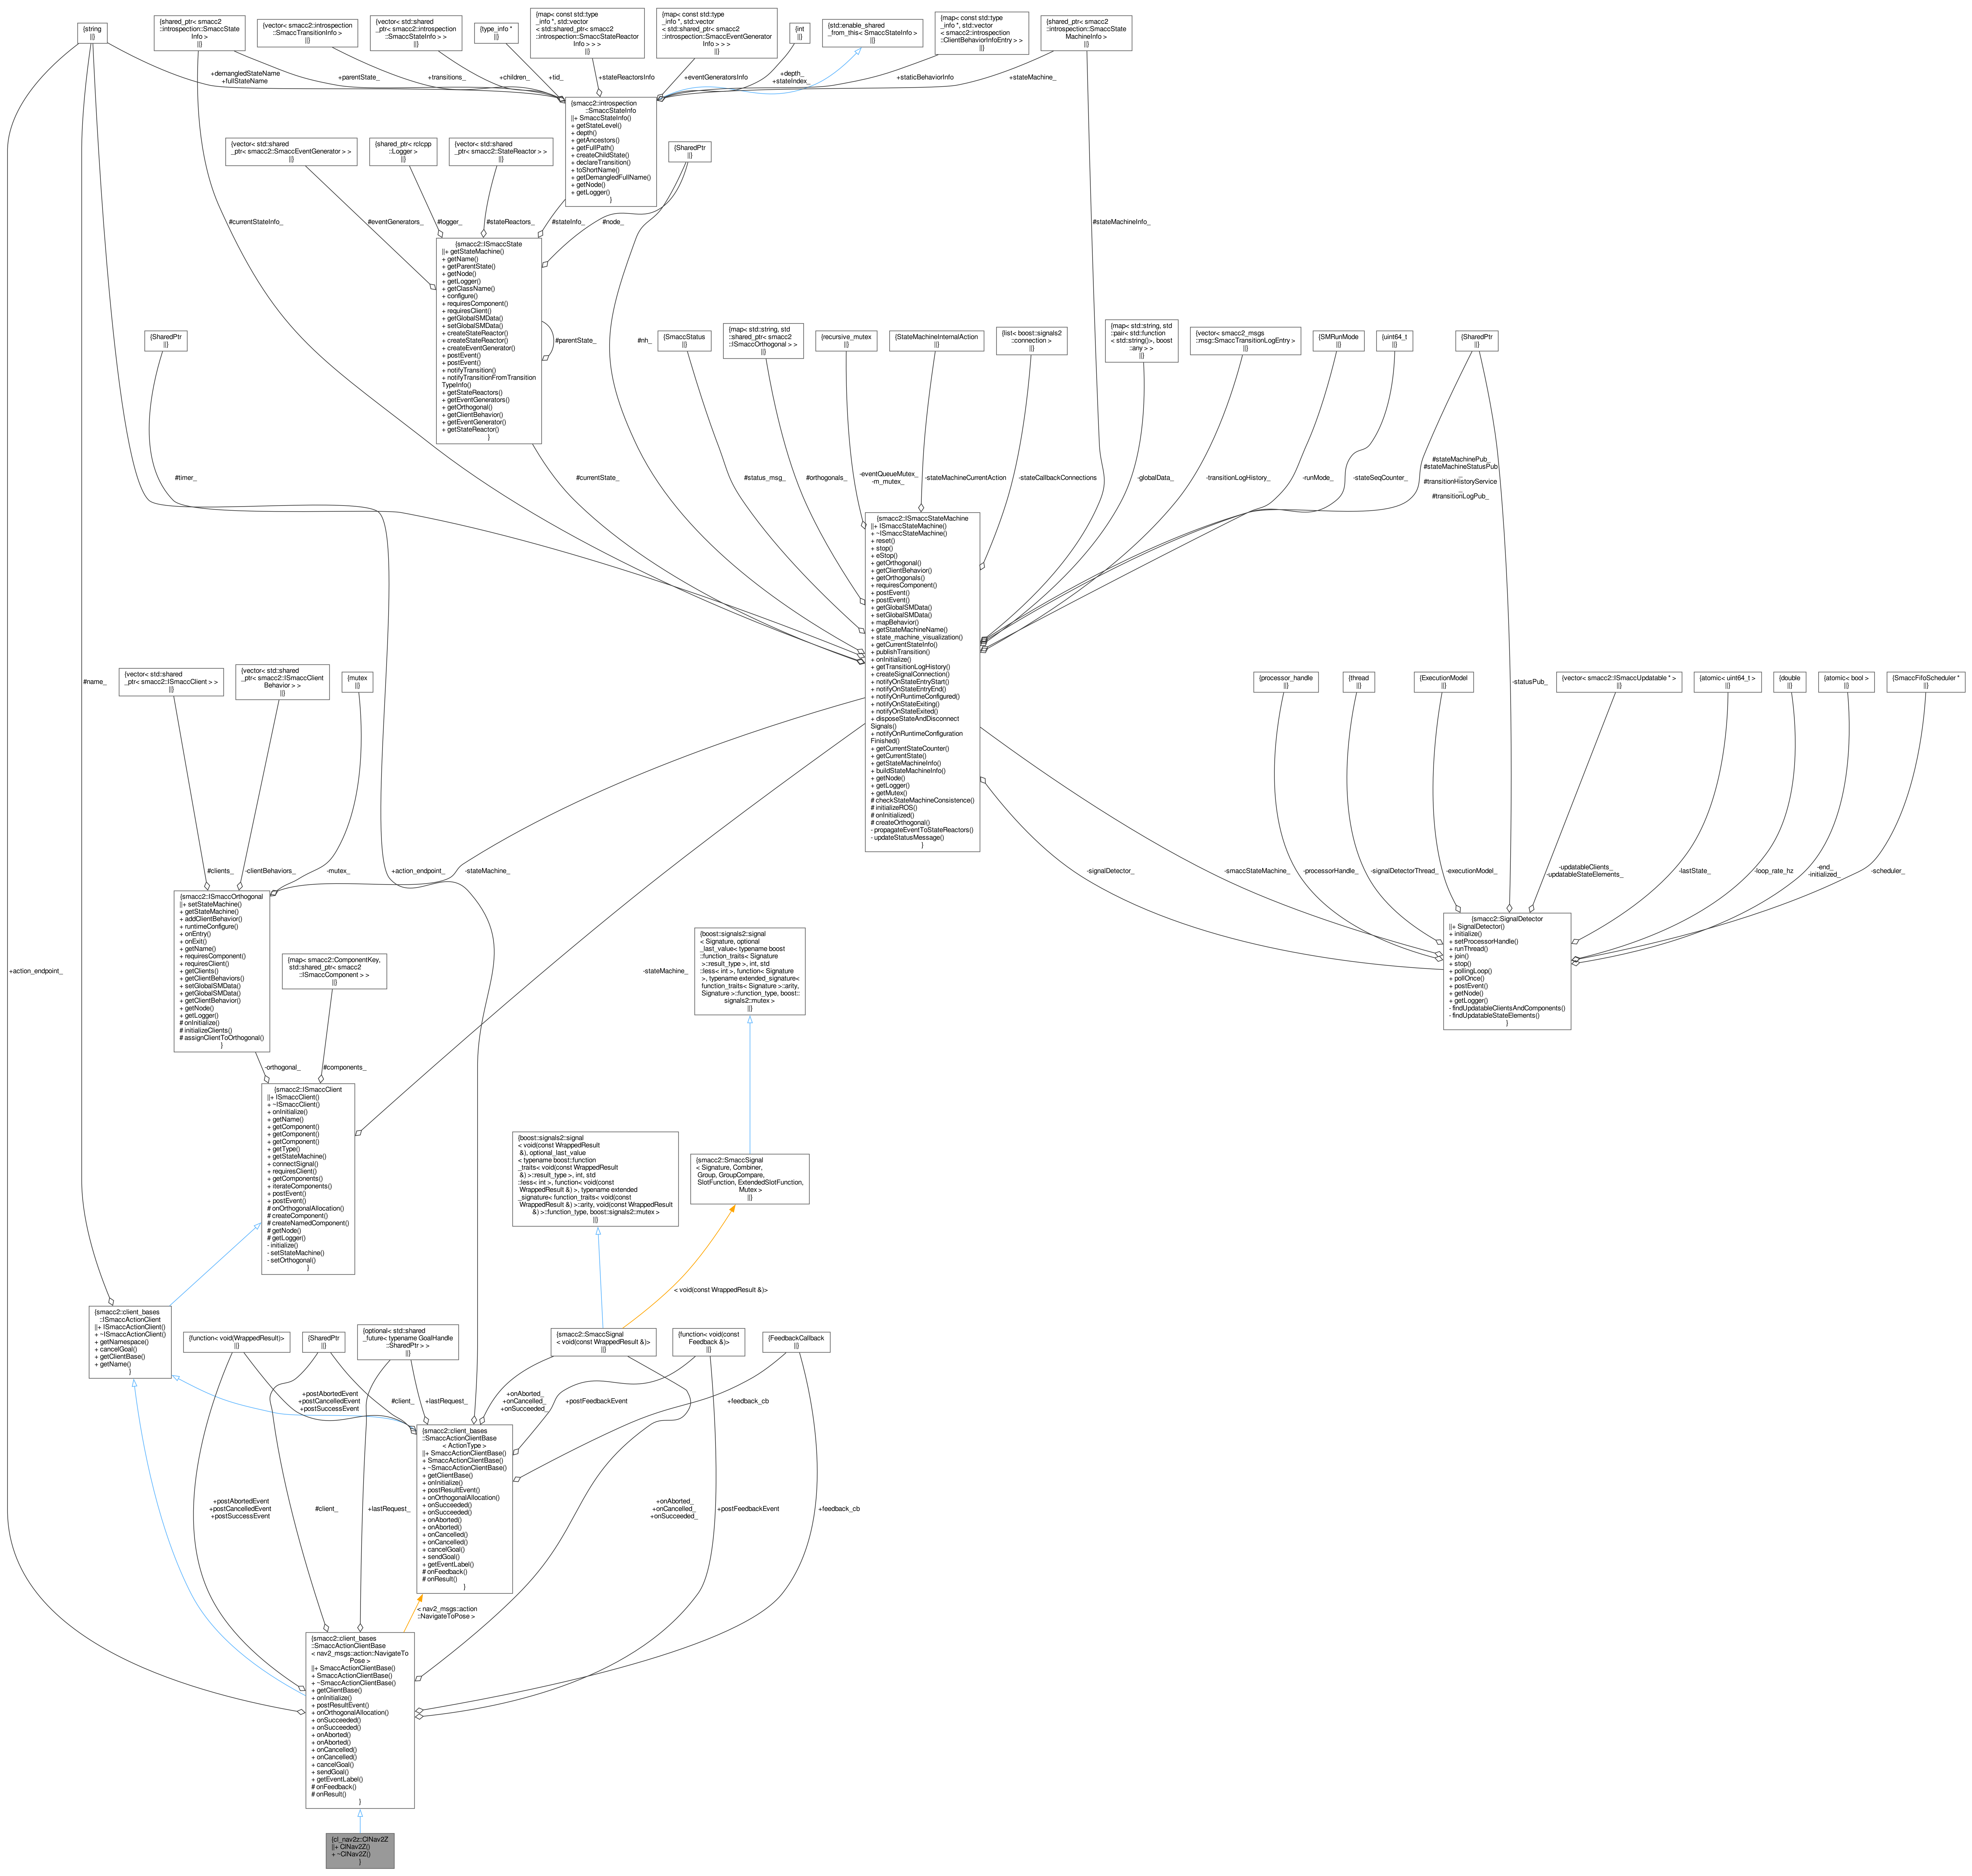 {string
||}
{shared_ptr< smacc2
::introspection::SmaccState
Info >
||}
{vector< smacc2::introspection
::SmaccTransitionInfo >
||}
{vector< std::shared
_ptr< smacc2::introspection
::SmaccStateInfo > >
||}
{type_info *
||}
{map< const std::type
_info *, std::vector
< std::shared_ptr< smacc2
::introspection::SmaccStateReactor
Info > > >
||}
{map< const std::type
_info *, std::vector
< std::shared_ptr< smacc2
::introspection::SmaccEventGenerator
Info > > >
||}
{int
||}
{std::enable_shared
_from_this< SmaccStateInfo >
||}
{map< const std::type
_info *, std::vector
< smacc2::introspection
::ClientBehaviorInfoEntry > >
||}
{shared_ptr< smacc2
::introspection::SmaccState
MachineInfo >
||}
+demangledStateName
+fullStateName
+parentState_
+transitions_
+children_
+tid_
+stateReactorsInfo
+eventGeneratorsInfo
+depth_
+stateIndex_
+staticBehaviorInfo
+stateMachine_
{smacc2::introspection
::SmaccStateInfo
||+ SmaccStateInfo()
+ getStateLevel()
+ depth()
+ getAncestors()
+ getFullPath()
+ createChildState()
+ declareTransition()
+ toShortName()
+ getDemangledFullName()
+ getNode()
+ getLogger()
}
{vector< std::shared
_ptr< smacc2::SmaccEventGenerator > >
||}
{shared_ptr< rclcpp
::Logger >
||}
{vector< std::shared
_ptr< smacc2::StateReactor > >
||}
{SharedPtr
||}
#currentStateInfo_
#eventGenerators_
#logger_
#stateReactors_
#stateInfo_
#node_
#stateMachineInfo_
{smacc2::ISmaccState
||+ getStateMachine()
+ getName()
+ getParentState()
+ getNode()
+ getLogger()
+ getClassName()
+ configure()
+ requiresComponent()
+ requiresClient()
+ getGlobalSMData()
+ setGlobalSMData()
+ createStateReactor()
+ createStateReactor()
+ createEventGenerator()
+ postEvent()
+ postEvent()
+ notifyTransition()
+ notifyTransitionFromTransition
TypeInfo()
+ getStateReactors()
+ getEventGenerators()
+ getOrthogonal()
+ getClientBehavior()
+ getEventGenerator()
+ getStateReactor()
}
#parentState_
#nh_
{SharedPtr
||}
{SmaccStatus
||}
{map< std::string, std
::shared_ptr< smacc2
::ISmaccOrthogonal > >
||}
{recursive_mutex
||}
{StateMachineInternalAction
||}
{list< boost::signals2
::connection >
||}
{map< std::string, std
::pair< std::function
< std::string()>, boost
::any > >
||}
{vector< smacc2_msgs
::msg::SmaccTransitionLogEntry >
||}
{SMRunMode
||}
{uint64_t
||}
{SharedPtr
||}
#timer_
#currentState_
#status_msg_
#orthogonals_
-eventQueueMutex_
-m_mutex_
-stateMachineCurrentAction
-stateCallbackConnections
-globalData_
-transitionLogHistory_
-runMode_
-stateSeqCounter_
#stateMachinePub_
#stateMachineStatusPub
_
#transitionHistoryService
_
#transitionLogPub_
{smacc2::ISmaccStateMachine
||+ ISmaccStateMachine()
+ ~ISmaccStateMachine()
+ reset()
+ stop()
+ eStop()
+ getOrthogonal()
+ getClientBehavior()
+ getOrthogonals()
+ requiresComponent()
+ postEvent()
+ postEvent()
+ getGlobalSMData()
+ setGlobalSMData()
+ mapBehavior()
+ getStateMachineName()
+ state_machine_visualization()
+ getCurrentStateInfo()
+ publishTransition()
+ onInitialize()
+ getTransitionLogHistory()
+ createSignalConnection()
+ notifyOnStateEntryStart()
+ notifyOnStateEntryEnd()
+ notifyOnRuntimeConfigured()
+ notifyOnStateExiting()
+ notifyOnStateExited()
+ disposeStateAndDisconnect
Signals()
+ notifyOnRuntimeConfiguration
Finished()
+ getCurrentStateCounter()
+ getCurrentState()
+ getStateMachineInfo()
+ buildStateMachineInfo()
+ getNode()
+ getLogger()
+ getMutex()
# checkStateMachineConsistence()
# initializeROS()
# onInitialized()
# createOrthogonal()
- propagateEventToStateReactors()
- updateStatusMessage()
}
{vector< std::shared
_ptr< smacc2::ISmaccClient > >
||}
{vector< std::shared
_ptr< smacc2::ISmaccClient
Behavior > >
||}
{mutex
||}
{processor_handle
||}
{thread
||}
{ExecutionModel
||}
{vector< smacc2::ISmaccUpdatable * >
||}
{atomic< uint64_t >
||}
{double
||}
{atomic< bool >
||}
{SmaccFifoScheduler *
||}
#name_
-statusPub_
#clients_
-clientBehaviors_
-mutex_
+action_endpoint_
-stateMachine_
-signalDetector_
-smaccStateMachine_
-processorHandle_
-signalDetectorThread_
-executionModel_
-updatableClients_
-updatableStateElements_
-lastState_
-loop_rate_hz
-end_
-initialized_
-scheduler_
{smacc2::ISmaccOrthogonal
||+ setStateMachine()
+ getStateMachine()
+ addClientBehavior()
+ runtimeConfigure()
+ onEntry()
+ onExit()
+ getName()
+ requiresComponent()
+ requiresClient()
+ getClients()
+ getClientBehaviors()
+ setGlobalSMData()
+ getGlobalSMData()
+ getClientBehavior()
+ getNode()
+ getLogger()
# onInitialize()
# initializeClients()
# assignClientToOrthogonal()
}
{smacc2::SignalDetector
||+ SignalDetector()
+ initialize()
+ setProcessorHandle()
+ runThread()
+ join()
+ stop()
+ pollingLoop()
+ pollOnce()
+ postEvent()
+ getNode()
+ getLogger()
- findUpdatableClientsAndComponents()
- findUpdatableStateElements()
}
{map< smacc2::ComponentKey,
std::shared_ptr< smacc2
::ISmaccComponent > >
||}
{boost::signals2::signal
< Signature, optional
_last_value< typename boost
::function_traits< Signature
>::result_type >, int, std
::less< int >, function< Signature
>, typename extended_signature<
function_traits< Signature >::arity,
Signature >::function_type, boost::
signals2::mutex >
||}
+action_endpoint_
-stateMachine_
-orthogonal_
#components_
{smacc2::ISmaccClient
||+ ISmaccClient()
+ ~ISmaccClient()
+ onInitialize()
+ getName()
+ getComponent()
+ getComponent()
+ getComponent()
+ getType()
+ getStateMachine()
+ connectSignal()
+ requiresClient()
+ getComponents()
+ iterateComponents()
+ postEvent()
+ postEvent()
# onOrthogonalAllocation()
# createComponent()
# createNamedComponent()
# getNode()
# getLogger()
- initialize()
- setStateMachine()
- setOrthogonal()
}
{boost::signals2::signal
< void(const WrappedResult
&), optional_last_value
< typename boost::function
_traits< void(const WrappedResult
&) >::result_type >, int, std
::less< int >, function< void(const
WrappedResult &) >, typename extended
_signature< function_traits< void(const
WrappedResult &) >::arity, void(const WrappedResult
&) >::function_type, boost::signals2::mutex >
||}
{smacc2::SmaccSignal
< Signature, Combiner,
Group, GroupCompare,
SlotFunction, ExtendedSlotFunction,
Mutex >
||}
< void(const WrappedResult &)>
{smacc2::client_bases
::ISmaccActionClient
||+ ISmaccActionClient()
+ ~ISmaccActionClient()
+ getNamespace()
+ cancelGoal()
+ getClientBase()
+ getName()
}
{function< void(WrappedResult)>
||}
{SharedPtr
||}
{optional< std::shared
_future< typename GoalHandle
::SharedPtr > >
||}
{smacc2::SmaccSignal
< void(const WrappedResult &)>
||}
{function< void(const
Feedback &)>
||}
{FeedbackCallback
||}
+postAbortedEvent
+postCancelledEvent
+postSuccessEvent
#client_
+lastRequest_
+onAborted_
+onCancelled_
+onSucceeded_
+postFeedbackEvent
+feedback_cb
{smacc2::client_bases
::SmaccActionClientBase
< ActionType >
||+ SmaccActionClientBase()
+ SmaccActionClientBase()
+ ~SmaccActionClientBase()
+ getClientBase()
+ onInitialize()
+ postResultEvent()
+ onOrthogonalAllocation()
+ onSucceeded()
+ onSucceeded()
+ onAborted()
+ onAborted()
+ onCancelled()
+ onCancelled()
+ cancelGoal()
+ sendGoal()
+ getEventLabel()
# onFeedback()
# onResult()
}
+postAbortedEvent
+postCancelledEvent
+postSuccessEvent
#client_
+lastRequest_
+onAborted_
+onCancelled_
+onSucceeded_
+postFeedbackEvent
+feedback_cb
< nav2_msgs::action
::NavigateToPose >
{smacc2::client_bases
::SmaccActionClientBase
< nav2_msgs::action::NavigateTo
Pose >
||+ SmaccActionClientBase()
+ SmaccActionClientBase()
+ ~SmaccActionClientBase()
+ getClientBase()
+ onInitialize()
+ postResultEvent()
+ onOrthogonalAllocation()
+ onSucceeded()
+ onSucceeded()
+ onAborted()
+ onAborted()
+ onCancelled()
+ onCancelled()
+ cancelGoal()
+ sendGoal()
+ getEventLabel()
# onFeedback()
# onResult()
}
{cl_nav2z::ClNav2Z
||+ ClNav2Z()
+ ~ClNav2Z()
}